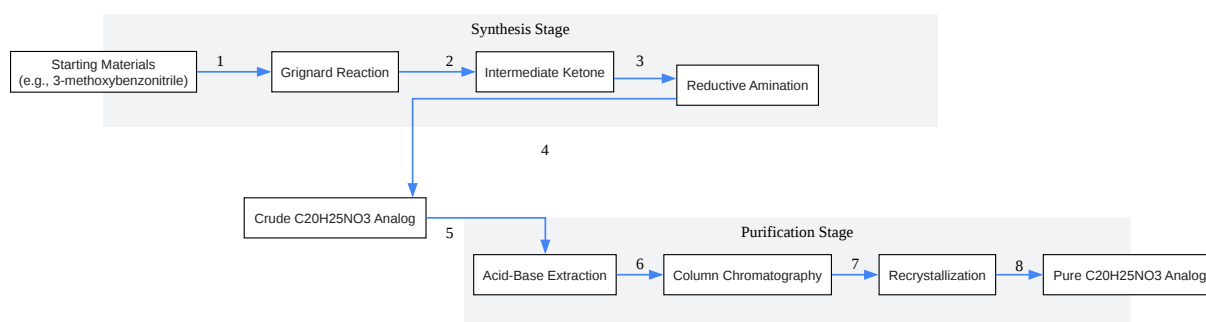 Synthesis Stage
Starting Materials
(e.g., 3-methoxybenzonitrile)
1
Grignard Reaction
2
Intermediate Ketone
3
Reductive Amination
4
Crude C20H25NO3 Analog
5
Purification Stage
Acid-Base Extraction
6
Column Chromatography
7
Recrystallization
8
Pure C20H25NO3 Analog